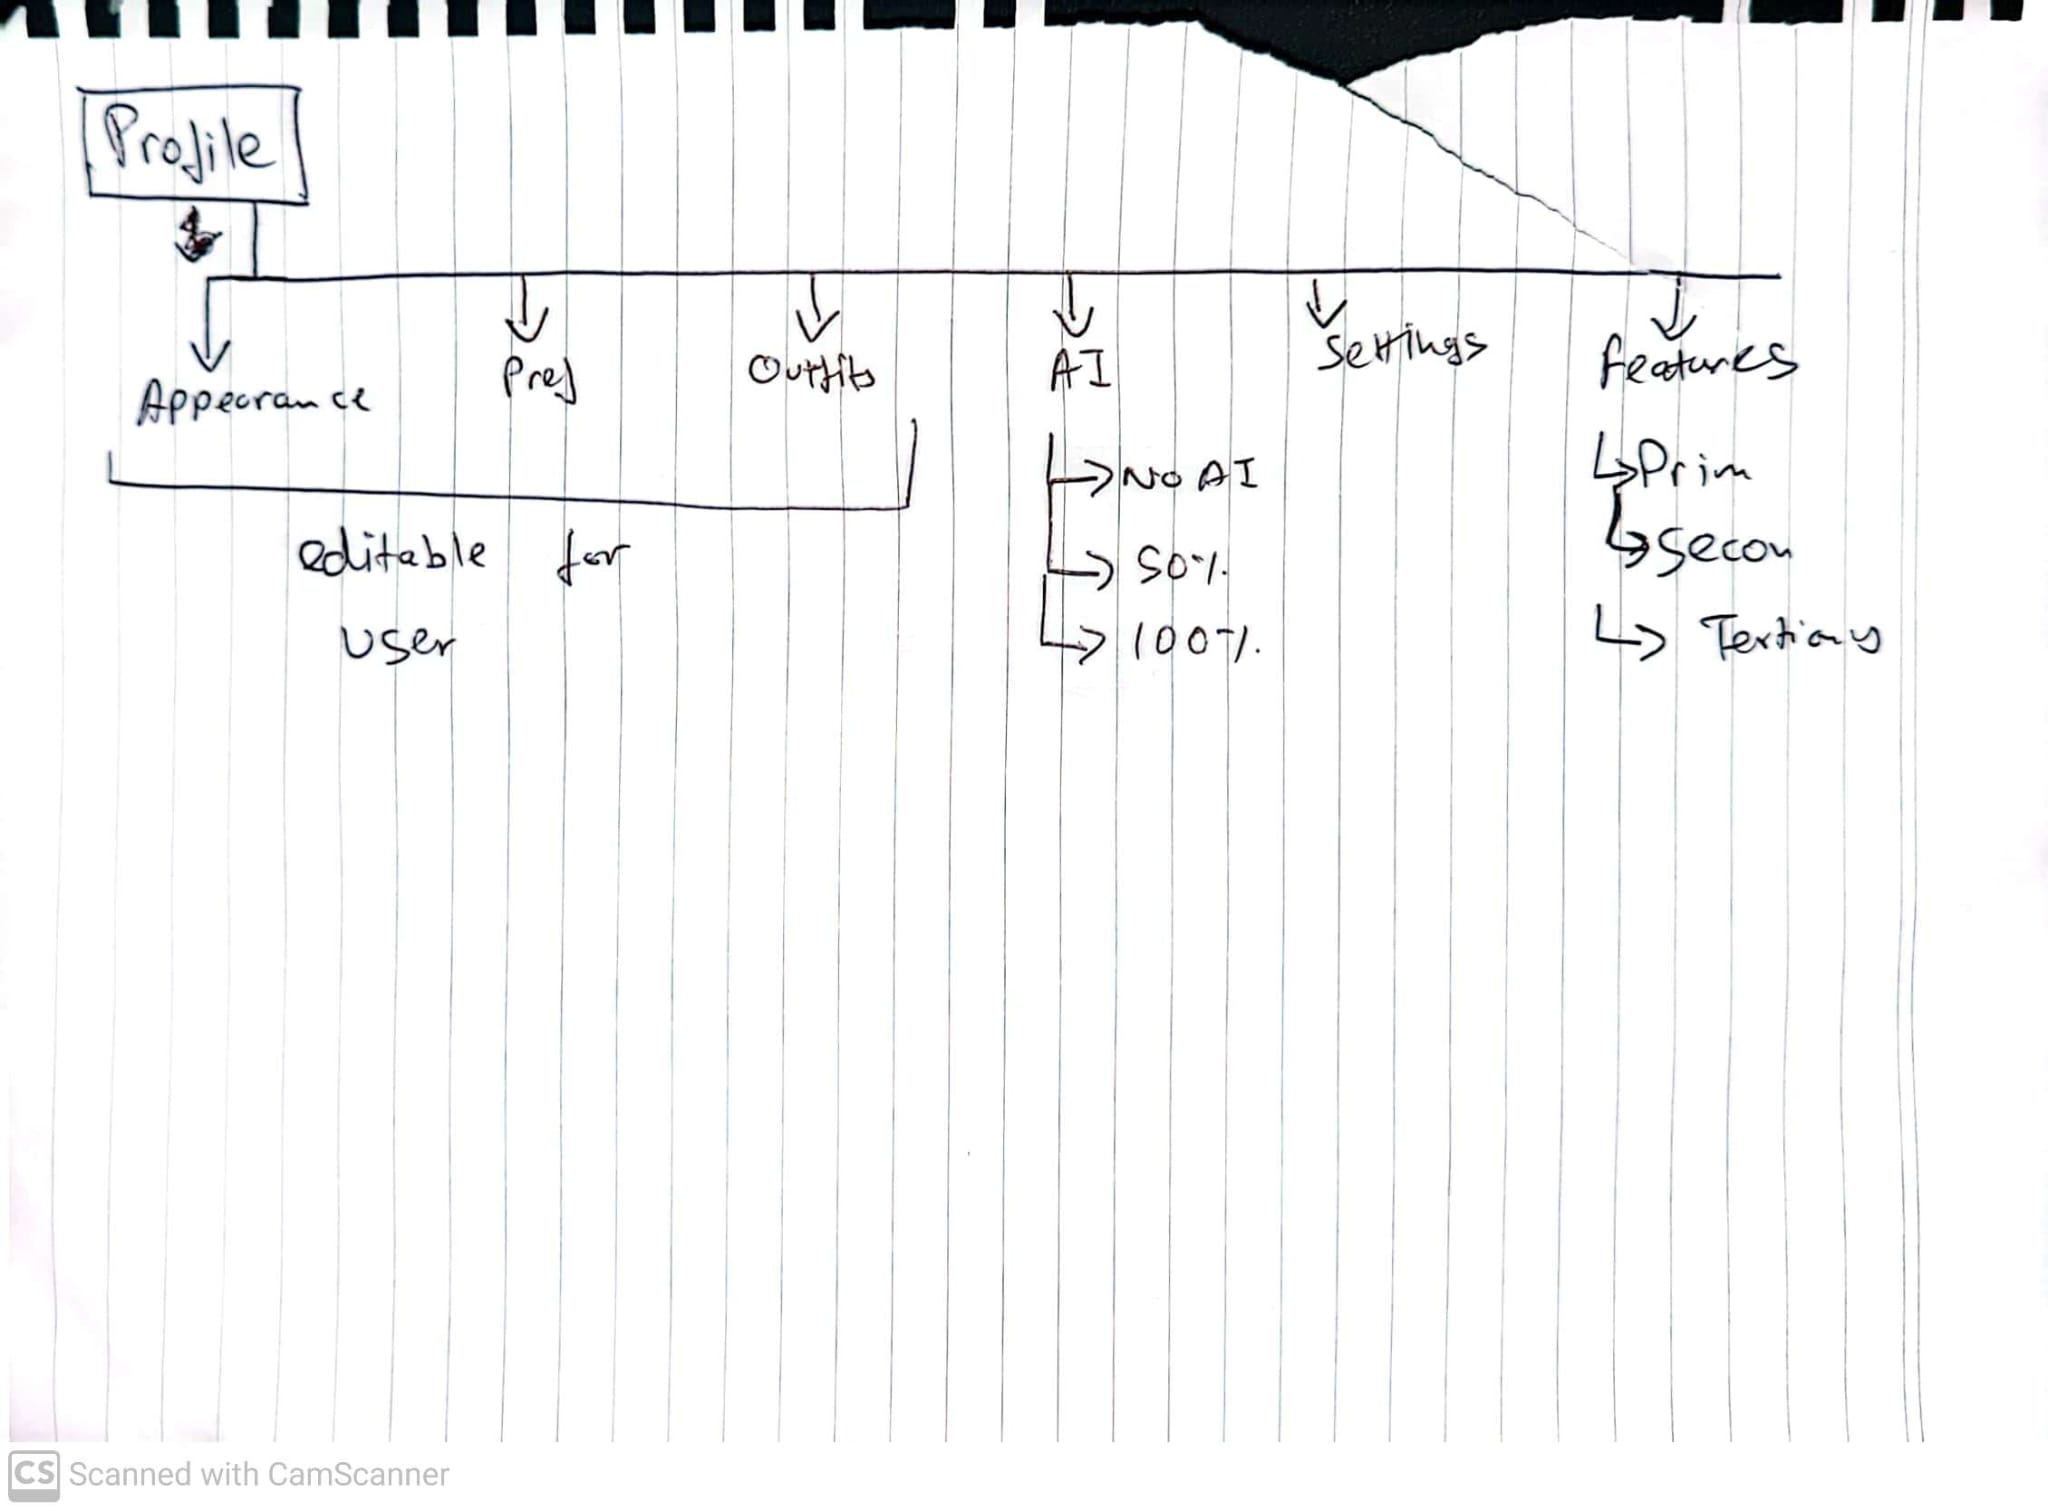 Profile
Appearance
Pref
Outfits
AI
Settings
features
NO AI
50%
100%
Prim
Secon
Tertiary
editable for
user
CS Scanned with CamScanner